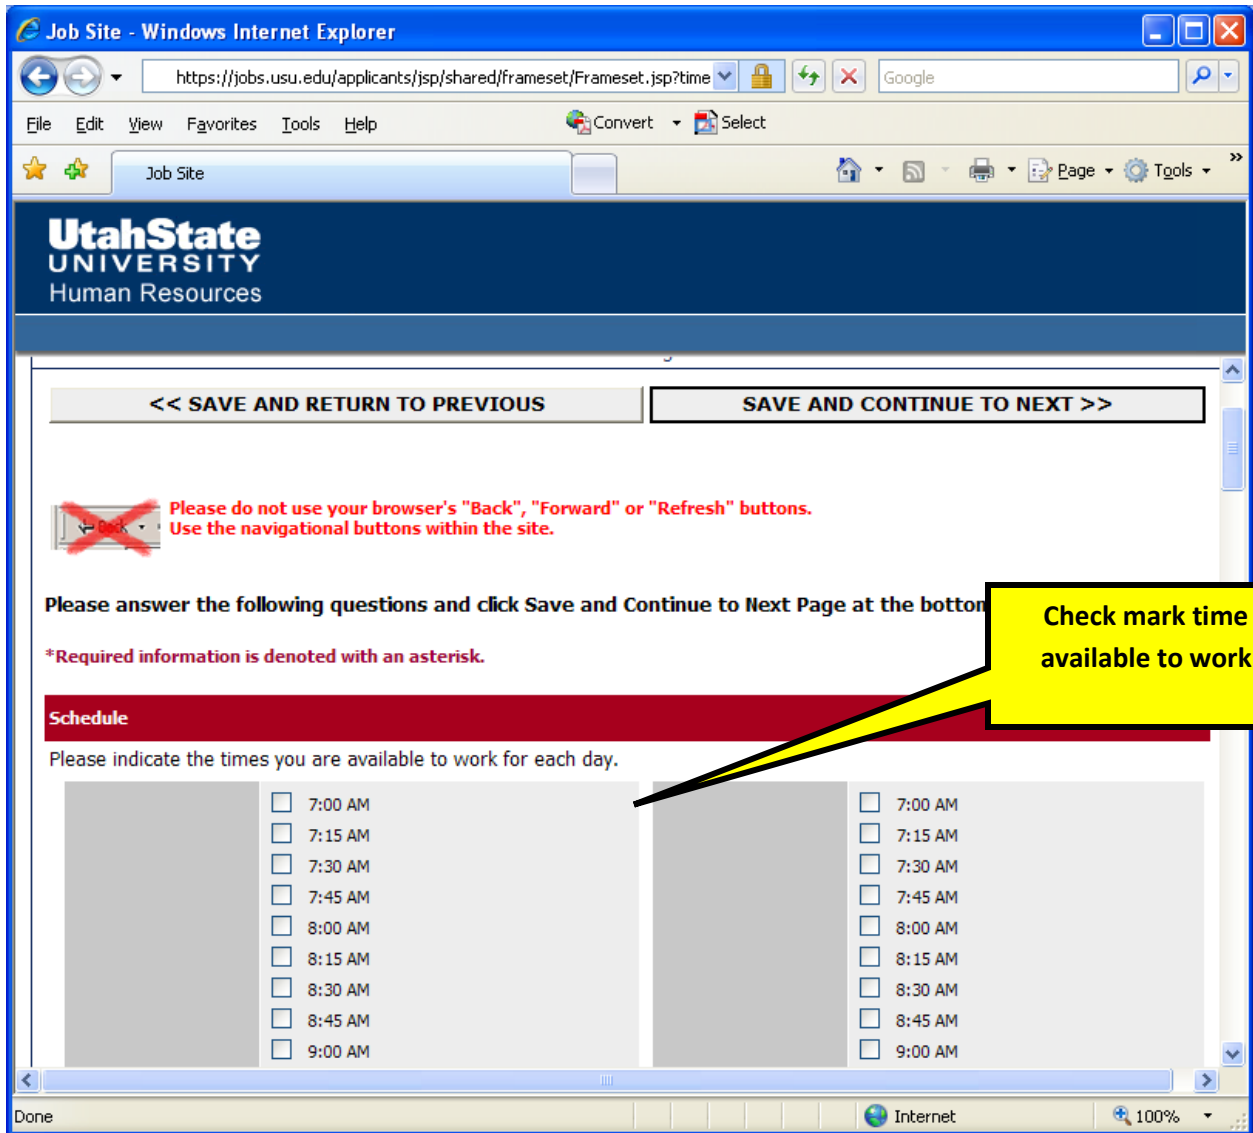 Job Site - Windows Internet Explorer
https://jobs.usu.edu/applicants/jsp/shared/frameset/Frameset.jsp?time
Google
File Edit View Favorites Tools Help Convert Select
Job Site Page Tools »
UtahState
UNIVERSITY
Human Resources
<< SAVE AND RETURN TO PREVIOUS SAVE AND CONTINUE TO NEXT >>
Back
Please do not use your browser's "Back", "Forward" or "Refresh" buttons.
Use the navigational buttons within the site.
Please answer the following questions and click Save and Continue to Next Page at the bottom
Check mark time
available to work
*Required information is denoted with an asterisk.
Schedule
Please indicate the times you are available to work for each day.
7:00 AM 7:00 AM
7:15 AM 7:15 AM
7:30 AM 7:30 AM
7:45 AM 7:45 AM
8:00 AM 8:00 AM
8:15 AM 8:15 AM
8:30 AM 8:30 AM
8:45 AM 8:45 AM
9:00 AM 9:00 AM
Done Internet 100%